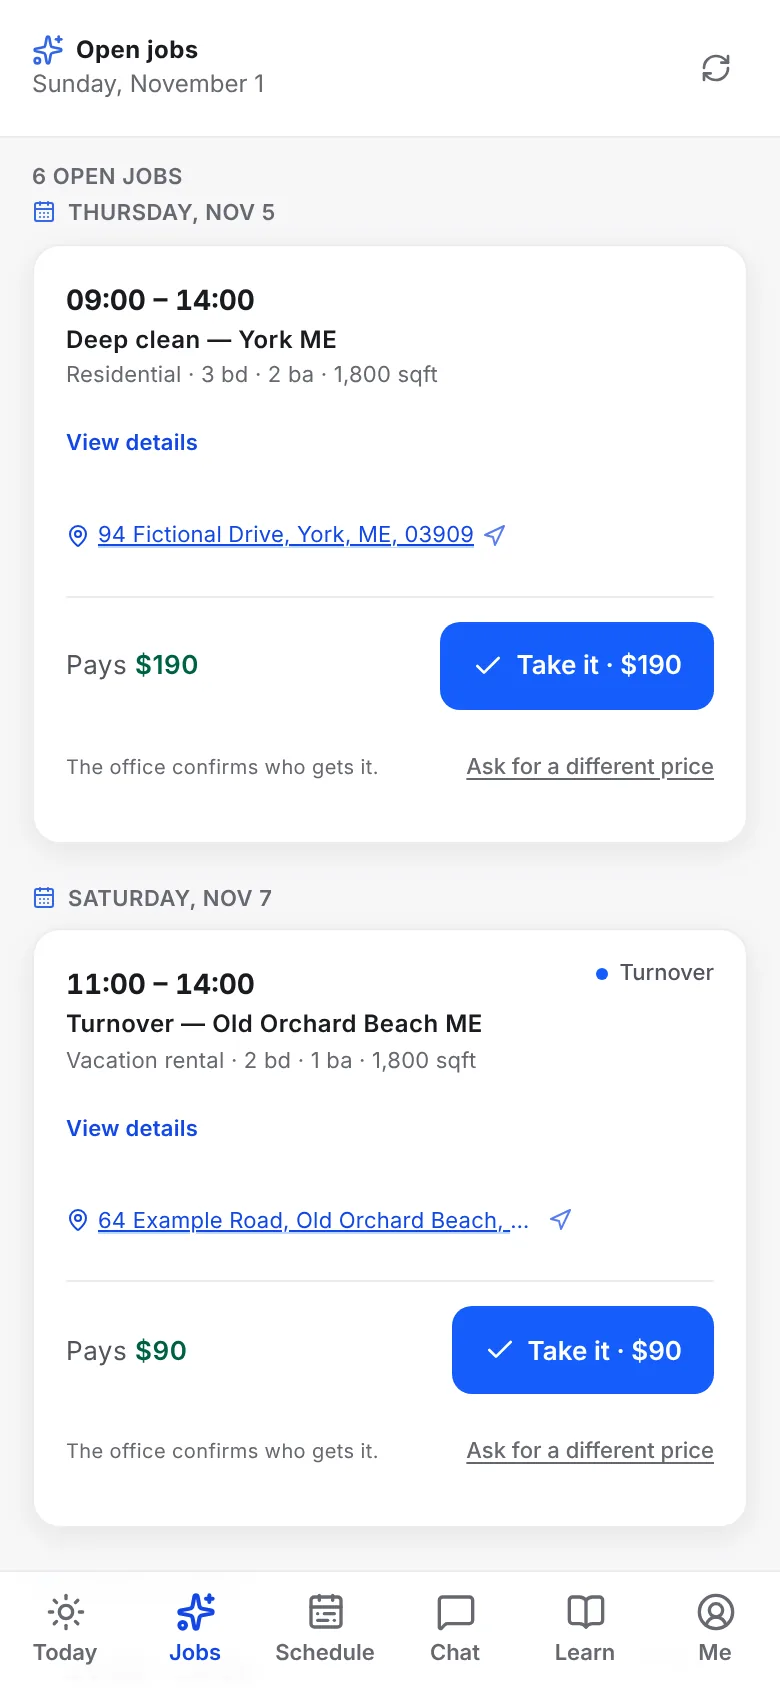 Open jobs
Sunday, November 1
6 OPEN JOBS
THURSDAY, NOV 5
09:00 – 14:00
Deep clean — York ME
Residential · 3 bd · 2 ba · 1,800 sqft
View details
94 Fictional Drive, York, ME, 03909
Pays $190
Take it · $190
The office confirms who gets it.
Ask for a different price
SATURDAY, NOV 7
11:00 – 14:00
Turnover
Turnover — Old Orchard Beach ME
Vacation rental · 2 bd · 1 ba · 1,800 sqft
View details
64 Example Road, Old Orchard Beach, ...
Pays $90
Take it · $90
The office confirms who gets it.
Ask for a different price
Today
Jobs
Schedule
Chat
Learn
Me